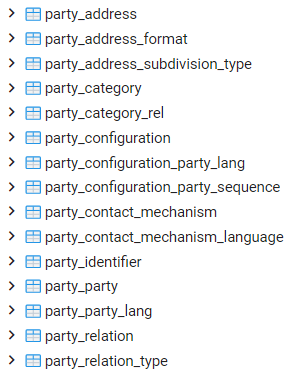 party_address
party_address_format
party_address_subdivision_type
party_category
party_category_rel
party_configuration
party_configuration_party_lang
party_configuration_party_sequence
party_contact_mechanism
party_contact_mechanism_language
party_identifier
party_party
party_party_lang
party_relation
party_relation_type